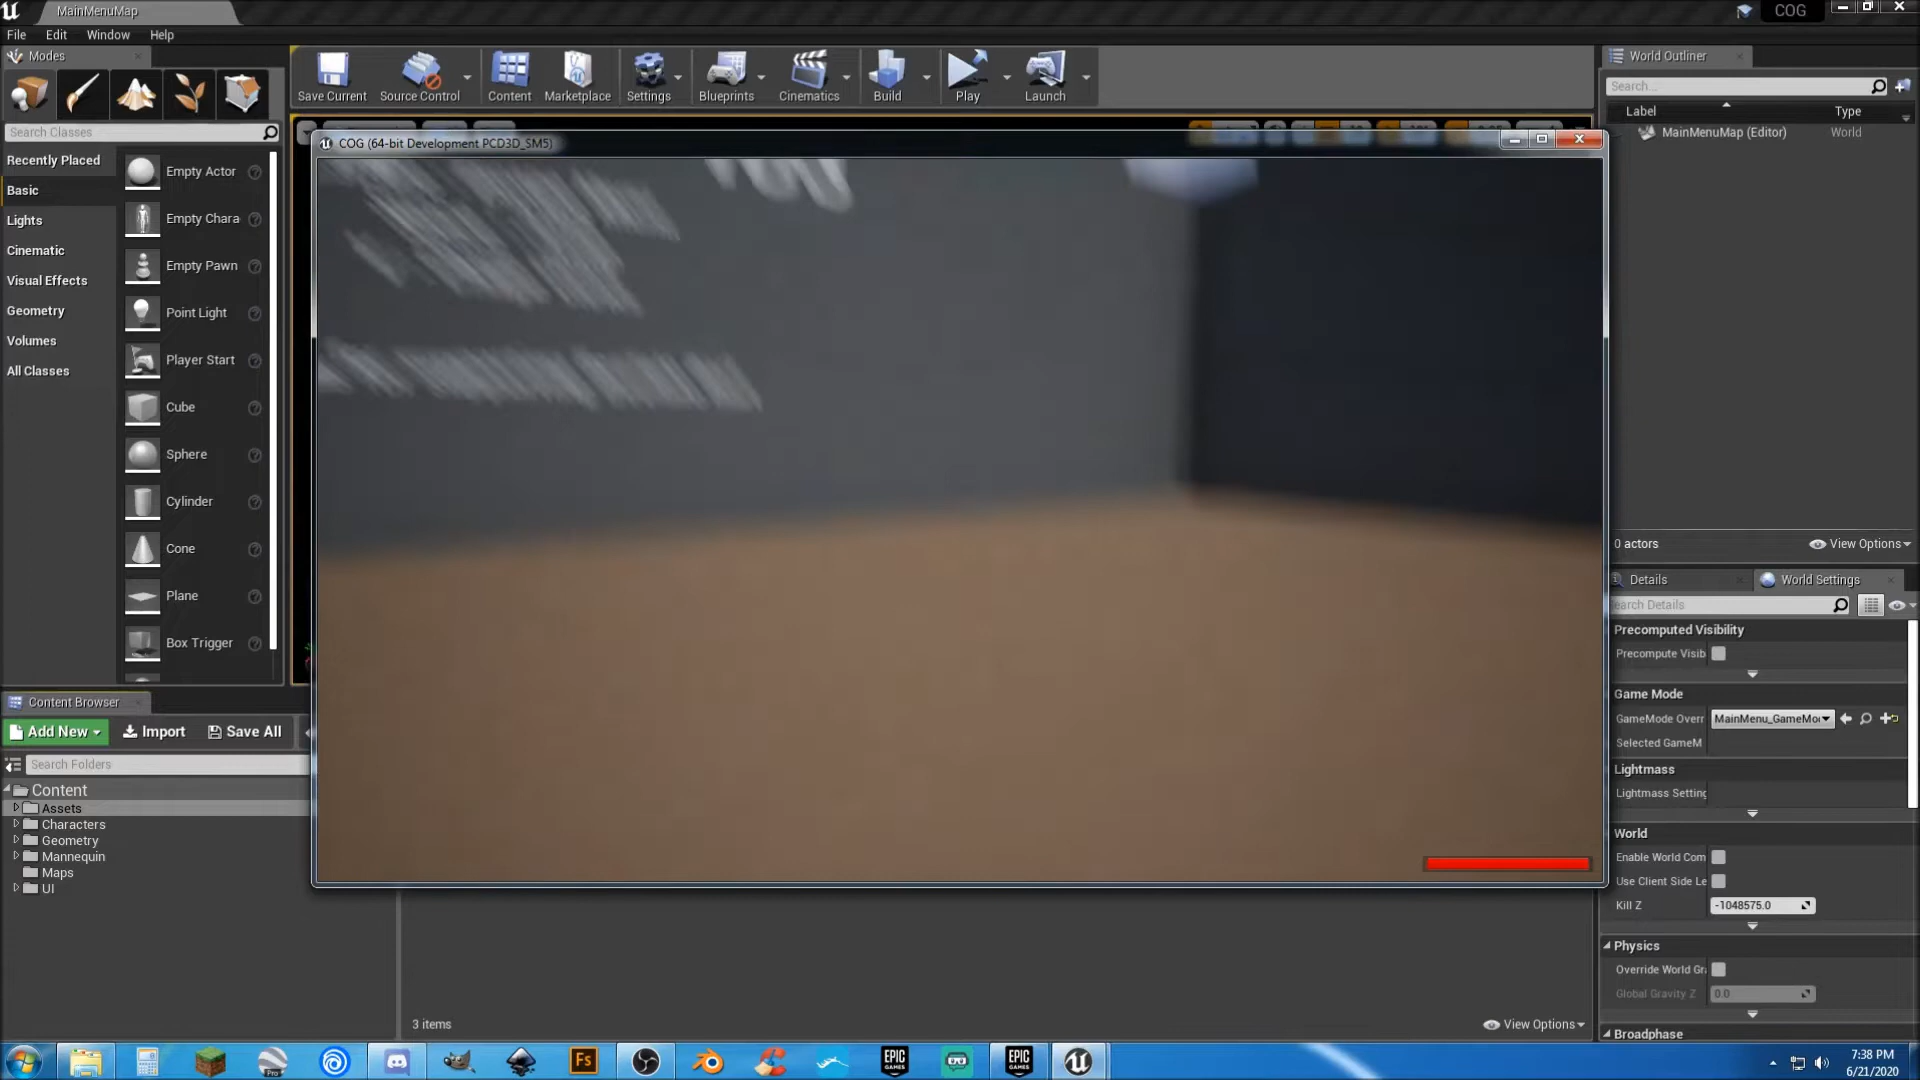 MainMenuMap
COG
File Edit Window Help
Modes
World Outliner
Save Current Source Control Content Marketplace Settings Blueprints Cinematics Build Play Launch
Search...
Label Type
Search Classes
MainMenuMap (Editor) World
COG (64-bit Development PCD3D_SM5)
Recently Placed
Basic
Lights
Cinematic
Visual Effects
Geometry
Volumes
All Classes
Empty Actor
Empty Chara
Empty Pawn
Point Light
Player Start
Cube
Sphere
Cylinder
Cone
Plane
Box Trigger
0 actors View Options
Details World Settings
earch Details
Precomputed Visibility
Precompute Visib
Game Mode
GameMode Overr MainMenu_GameMo
Selected GameM
Lightmass
Lightmass Setting
World
Enable World Com
Use Client Side Le
Kill Z -1048575.0
Physics
Override World Gr
Global Gravity Z 0.0
Broadphase
Content Browser
Add New Import Save All
Search Folders
Content
Assets
Characters
Geometry
Mannequin
Maps
UI
3 items View Options
Pro
Fs
EPIC GAMES
EPIC GAMES
7:38 PM
6/21/2020